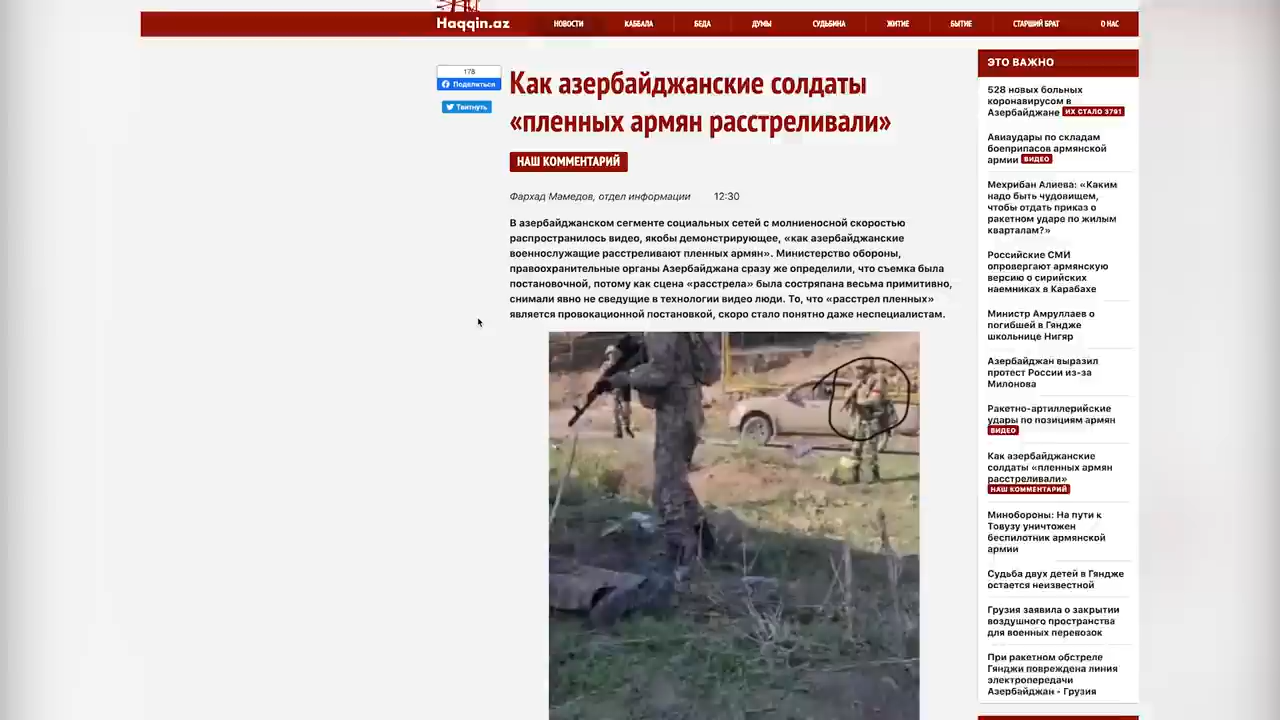 Haqqin.az
НОВОСТИ
КАББАЛА
БЕДА
ДУМЫ
СУДЬБИНА
ЖИТИЕ
БЫТИЕ
СТАРШИЙ БРАТ
О НАС
178
Поделиться
Твитнуть
Как азербайджанские солдаты
«пленных армян расстреливали»
НАШ КОММЕНТАРИЙ
Фархад Мамедов, отдел информации 12:30
В азербайджанском сегменте социальных сетей с молниеносной скоростью
распространилось видео, якобы демонстрирующее, «как азербайджанские
военнослужащие расстреливают пленных армян». Министерство обороны,
правоохранительные органы Азербайджана сразу же определили, что съемка была
постановочной, потому как сцена «расстрела» была состряпана весьма примитивно,
снимали явно не сведущие в технологии видео люди. То, что «расстрел пленных»
является провокационной постановкой, скоро стало понятно даже неспециалистам.
ЭТО ВАЖНО
528 новых больных
коронавирусом в
Азербайджане ИХ СТАЛО 3791
Авиаудары по складам
боеприпасов армянской
армии ВИДЕО
Мехрибан Алиева: «Каким
надо быть чудовищем,
чтобы отдать приказ о
ракетном ударе по жилым
кварталам?»
Российские СМИ
опровергают армянскую
версию о сирийских
наемниках в Карабахе
Министр Амруллаев о
погибшей в Гяндже
школьнице Нигяр
Азербайджан выразил
протест России из-за
Милонова
Ракетно-артиллерийские
удары по позициям армян
ВИДЕО
Как азербайджанские
солдаты «пленных армян
расстреливали»
НАШ КОММЕНТАРИЙ
Минобороны: На пути к
Товузу уничтожен
беспилотник армянской
армии
Судьба двух детей в Гяндже
остается неизвестной
Грузия заявила о закрытии
воздушного пространства
для военных перевозок
При ракетном обстреле
Гянджи повреждена линия
электропередачи
Азербайджан - Грузия